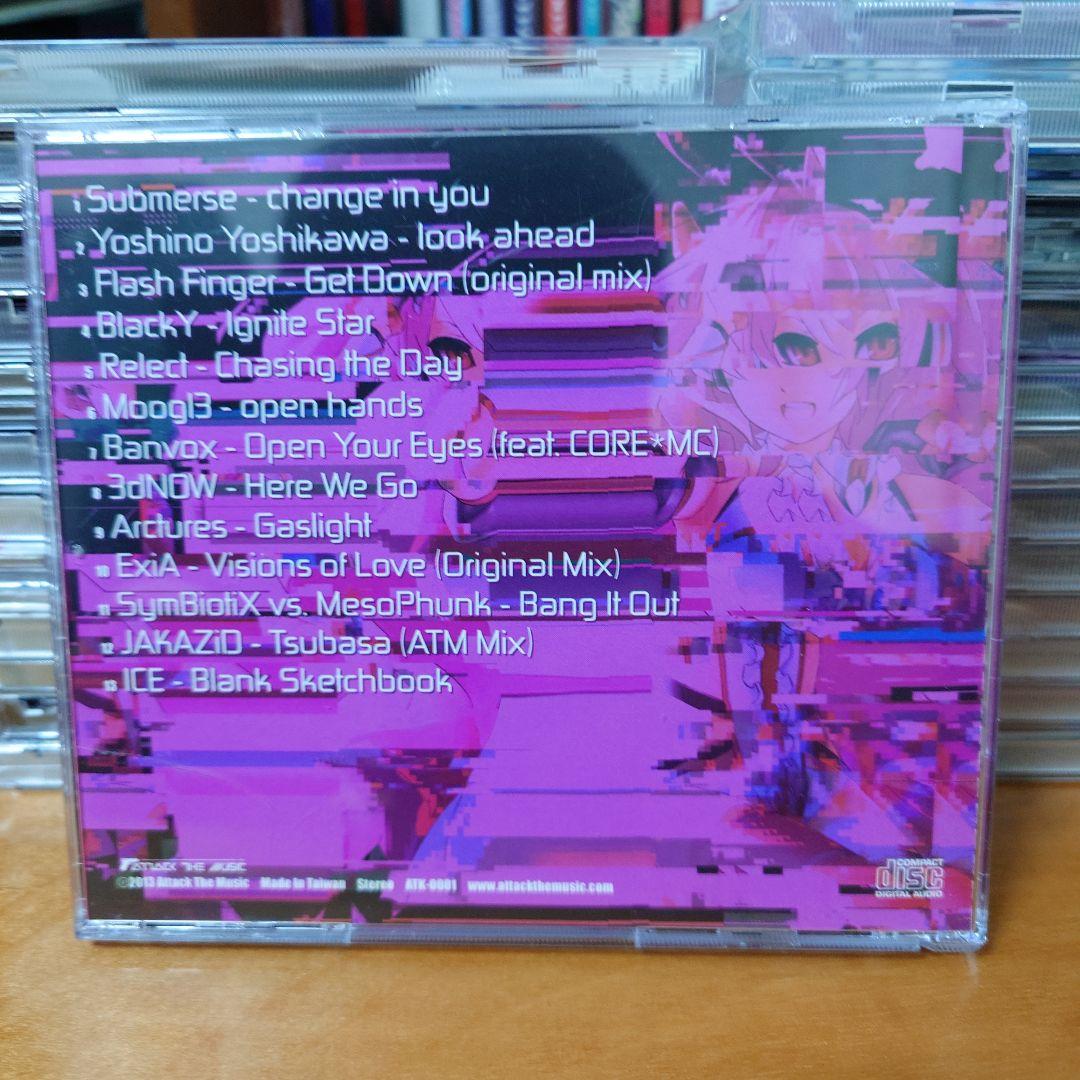 1 Submerse - change in you
2 Yoshino Yoshikawa - look ahead
3 Flash Finger - Get Down (original mix)
4 BlackY - Ignite Star
5 Relect - Chasing the Day
6 Moogl3 - open hands
7 Banvox - Open Your Eyes (feat. CORE*MC)
8 3dNOW - Here We Go
9 Arctures - Gaslight
10 ExiA - Visions of Love (Original Mix)
11 SymBiotiX vs. MesoPhunk - Bang It Out
12 JAKAZiD - Tsubasa (ATM Mix)
13 ICE - Blank Sketchbook
ATTACK THE MUSIC
©2013 Attack The Music Made In Taiwan Stereo ATK-0001 www.attackthemusic.com
COMPACT
disc
DIGITAL AUDIO